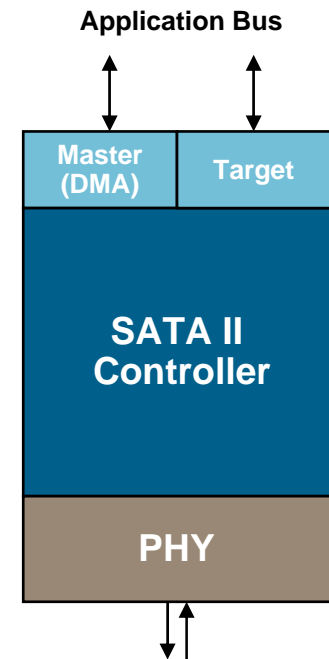 Application Bus
Master
(DMA)
Target
SATA II
Controller
PHY